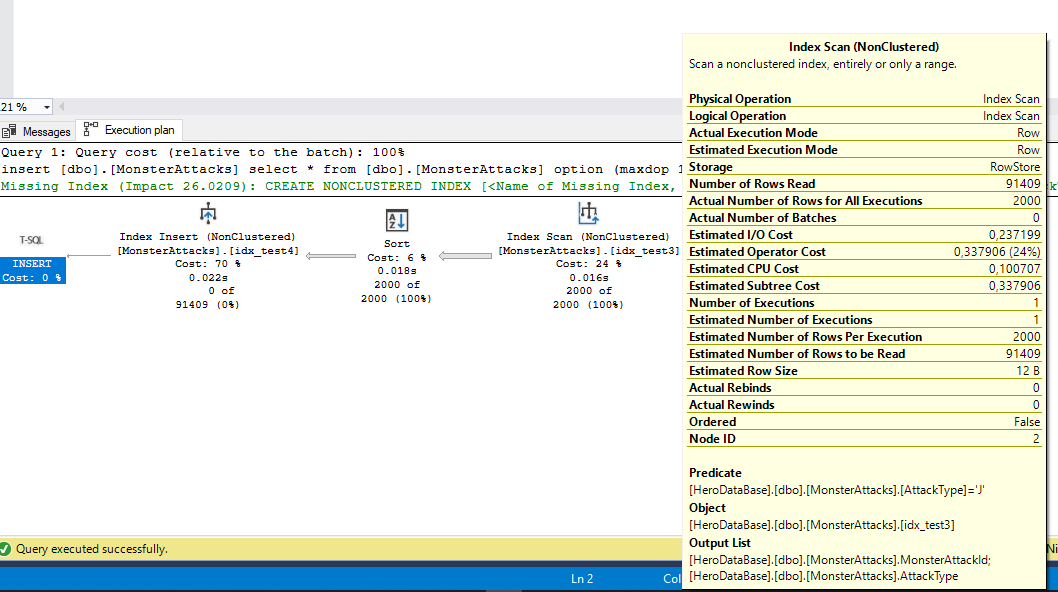 21 %
Messages
Execution plan
Query 1: Query cost (relative to the batch): 100%
insert [dbo].[MonsterAttacks] select * from [dbo].[MonsterAttacks] option (maxdop 1
Missing Index (Impact 26.0209): CREATE NONCLUSTERED INDEX [<Name of Missing Index,
T-SQL
INSERT
Cost: 0 %
Index Insert (NonClustered)
[MonsterAttacks].[idx_test4]
Cost: 70 %
0.022s
0 of
91409 (0%)
Sort
Cost: 6 %
0.018s
2000 of
2000 (100%)
Index Scan (NonClustered)
[MonsterAttacks].[idx_test3]
Cost: 24 %
0.016s
2000 of
2000 (100%)
Index Scan (NonClustered)
Scan a nonclustered index, entirely or only a range.
Physical Operation Index Scan
Logical Operation Index Scan
Actual Execution Mode Row
Estimated Execution Mode Row
Storage RowStore
Number of Rows Read 91409
Actual Number of Rows for All Executions 2000
Actual Number of Batches 0
Estimated I/O Cost 0,237199
Estimated Operator Cost 0,337906 (24%)
Estimated CPU Cost 0,100707
Estimated Subtree Cost 0,337906
Number of Executions 1
Estimated Number of Executions 1
Estimated Number of Rows Per Execution 2000
Estimated Number of Rows to be Read 91409
Estimated Row Size 12 B
Actual Rebinds 0
Actual Rewinds 0
Ordered False
Node ID 2
Predicate
[HeroDataBase].[dbo].[MonsterAttacks].[AttackType]='J'
Object
[HeroDataBase].[dbo].[MonsterAttacks].[idx_test3]
Output List
[HeroDataBase].[dbo].[MonsterAttacks].MonsterAttackId;
[HeroDataBase].[dbo].[MonsterAttacks].AttackType
Query executed successfully.
Ln 2
Col